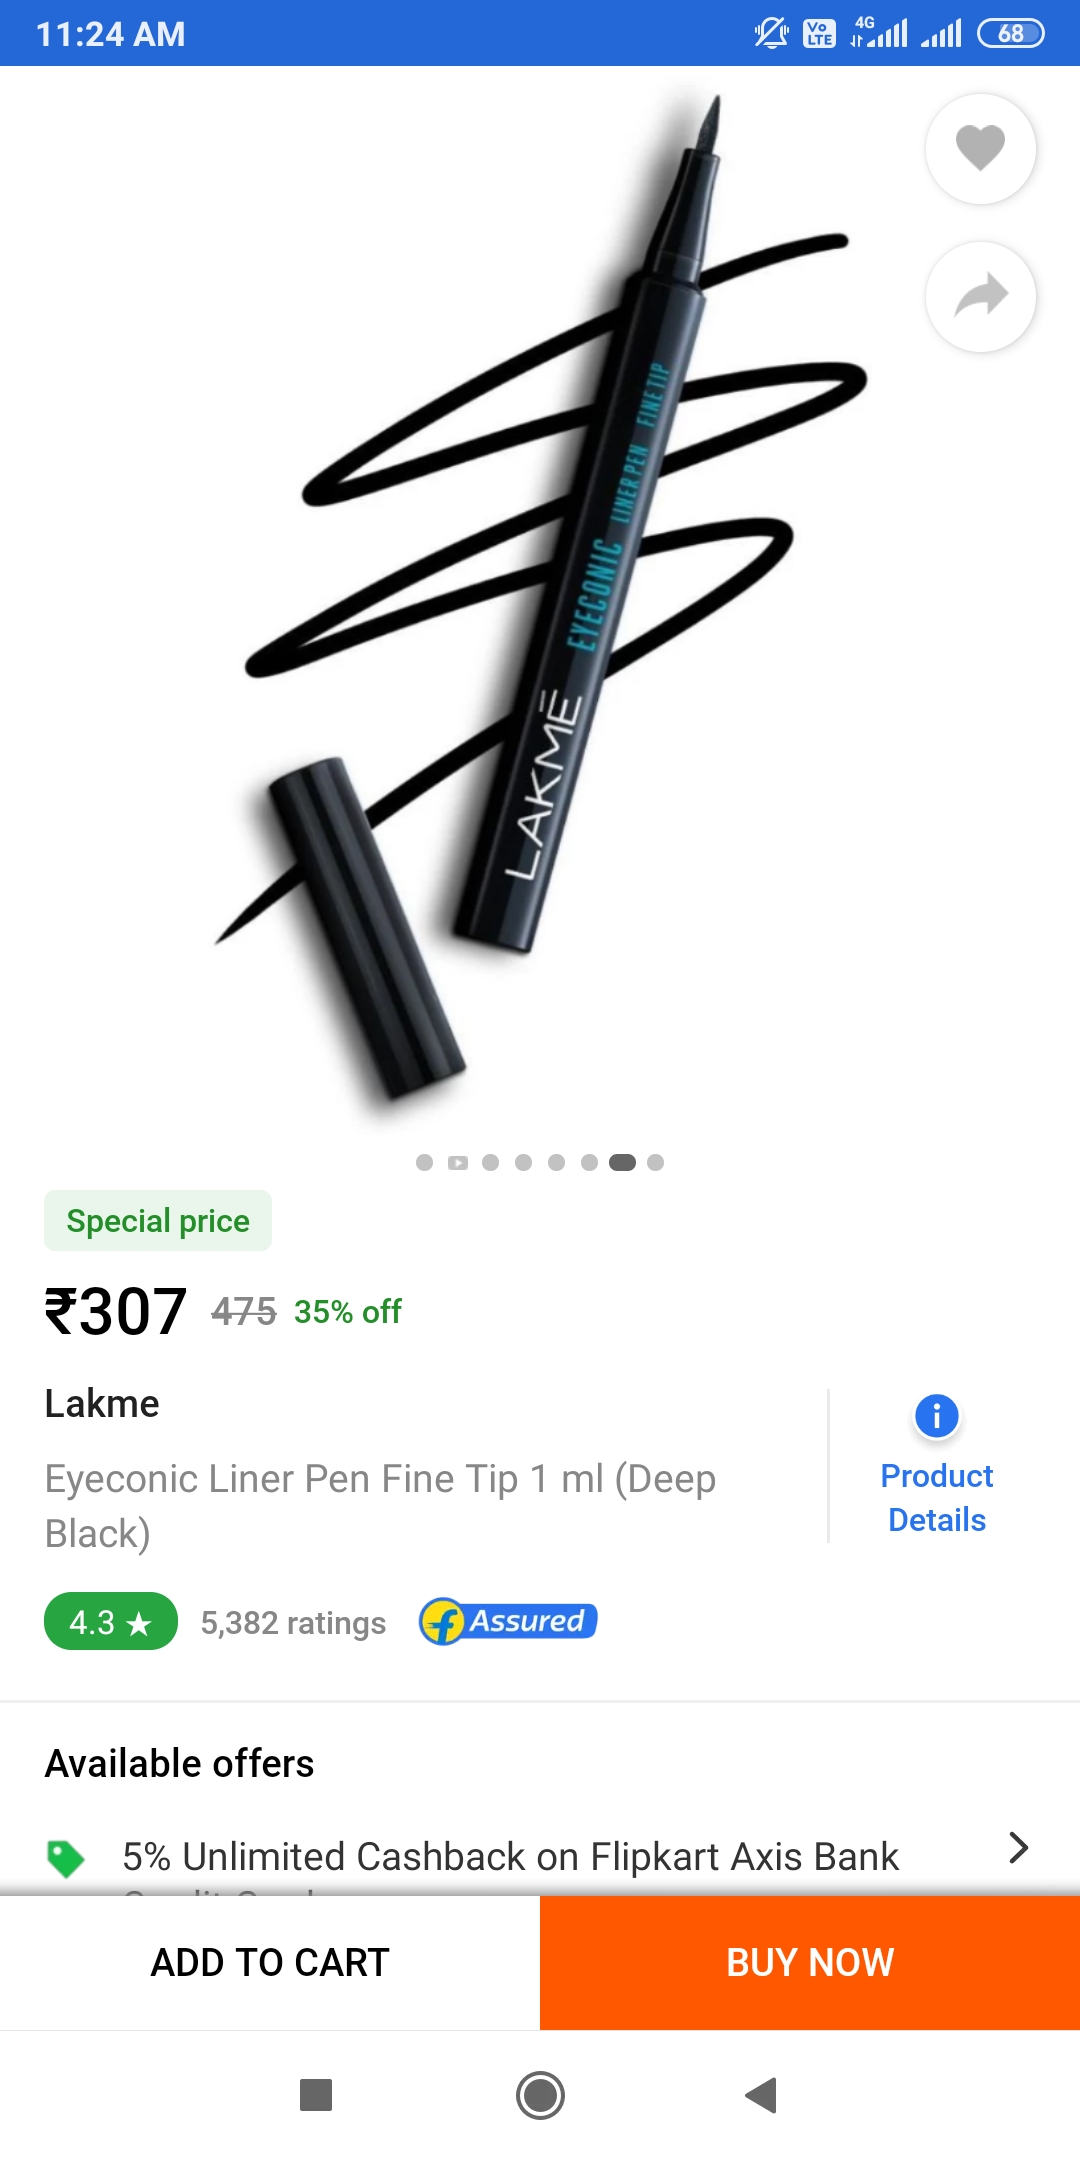 11:24 AM
Vo LTE
4G
68
FINE TIP
LINER PEN
EYECONIC
LAKMĒ
Special price
₹307 475 35% off
Lakme
Eyeconic Liner Pen Fine Tip 1 ml (Deep
Black)
Product
Details
4.3 ★ 5,382 ratings f Assured
Available offers
5% Unlimited Cashback on Flipkart Axis Bank
ADD TO CART
BUY NOW